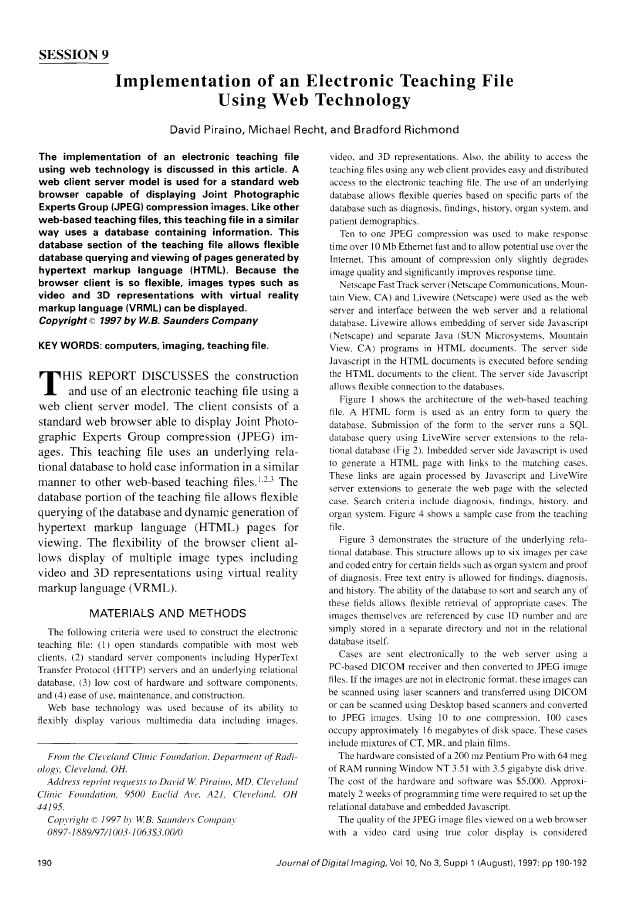 SESSION 9
Implementation of an Electronic Teaching File
Using Web Technology
David Piraino, Michael Recht, and Bradford Richmond
The implementation of an electronic teaching file
using web technology is discussed in this article. A
web client server model is used for a standard web
browser capable of displaying Joint Photographic
Experts Group (JPEG) compression images. Like other
web-based teaching files, this teaching file in a similar
way uses a database containing information. This
database section of the teaching file allows flexible
database querying and viewing of pages generated by
hypertext markup language (HTML). Because the
browser client is so flexible, images types such as
video and 3D representations with virtual reality
markup language (VRML) can be displayed.
Copyright © 1997 by W.B. Saunders Company
KEY WORDS: computers, imaging, teaching file.
THIS REPORT DISCUSSES the construction
and use of an electronic teaching file using a
web client server model. The client consists of a
standard web browser able to display Joint Photo-
graphic Experts Group compression (JPEG) im-
ages. This teaching file uses an underlying rela-
tional database to hold case information in a similar
manner to other web-based teaching files.1,2,3 The
database portion of the teaching file allows flexible
querying of the database and dynamic generation of
hypertext markup language (HTML) pages for
viewing. The flexibility of the browser client al-
lows display of multiple image types including
video and 3D representations using virtual reality
markup language (VRML).
MATERIALS AND METHODS
The following criteria were used to construct the electronic
teaching file: (1) open standards compatible with most web
clients, (2) standard server components including HyperText
Transfer Protocol (HTTP) servers and an underlying relational
database, (3) low cost of hardware and software components,
and (4) ease of use, maintenance, and construction.
Web base technology was used because of its ability to
flexibly display various multimedia data including images,
From the Cleveland Clinic Foundation, Department of Radi-
ology, Cleveland, OH.
Address reprint requests to David W. Piraino, MD, Cleveland
Clinic Foundation, 9500 Euclid Ave, A21, Cleveland, OH
44195.
Copyright © 1997 by W.B. Saunders Company
0897-1889/97/1003-1063$3.00/0
video, and 3D representations. Also, the ability to access the
teaching files using any web client provides easy and distributed
access to the electronic teaching file. The use of an underlying
database allows flexible queries based on specific parts of the
database such as diagnosis, findings, history, organ system, and
patient demographics.
Ten to one JPEG compression was used to make response
time over 10 Mb Ethernet fast and to allow potential use over the
Internet. This amount of compression only slightly degrades
image quality and significantly improves response time.
Netscape Fast Track server (Netscape Communications, Moun-
tain View, CA) and Livewire (Netscape) were used as the web
server and interface between the web server and a relational
database. Livewire allows embedding of server side Javascript
(Netscape) and separate Java (SUN Microsystems, Mountain
View, CA) programs in HTML documents. The server side
Javascript in the HTML documents is executed before sending
the HTML documents to the client. The server side Javascript
allows flexible connection to the databases.
Figure 1 shows the architecture of the web-based teaching
file. A HTML form is used as an entry form to query the
database. Submission of the form to the server runs a SQL
database query using LiveWire server extensions to the rela-
tional database (Fig 2). Imbedded server side Javascript is used
to generate a HTML page with links to the matching cases.
These links are again processed by Javascript and LiveWire
server extensions to generate the web page with the selected
case. Search criteria include diagnosis, findings, history, and
organ system. Figure 4 shows a sample case from the teaching
file.
Figure 3 demonstrates the structure of the underlying rela-
tional database. This structure allows up to six images per case
and coded entry for certain fields such as organ system and proof
of diagnosis. Free text entry is allowed for findings, diagnosis,
and history. The ability of the database to sort and search any of
these fields allows flexible retrieval of appropriate cases. The
images themselves are referenced by case ID number and are
simply stored in a separate directory and not in the relational
database itself.
Cases are sent electronically to the web server using a
PC-based DICOM receiver and then converted to JPEG image
files. If the images are not in electronic format, these images can
be scanned using laser scanners and transferred using DICOM
or can be scanned using Desktop based scanners and converted
to JPEG images. Using 10 to one compression, 100 cases
occupy approximately 16 megabytes of disk space. These cases
include mixtures of CT, MR, and plain films.
The hardware consisted of a 200 mz Pentium Pro with 64 meg
of RAM running Window NT 3.51 with 3.5 gigabyte disk drive.
The cost of the hardware and software was $5,000. Approxi-
mately 2 weeks of programming time were required to set up the
relational database and embedded Javascript.
The quality of the JPEG image files viewed on a web browser
with a video card using true color display is considered
190
Journal of Digital Imaging, Vol 10, No 3, Suppl 1 (August), 1997: pp 190-192